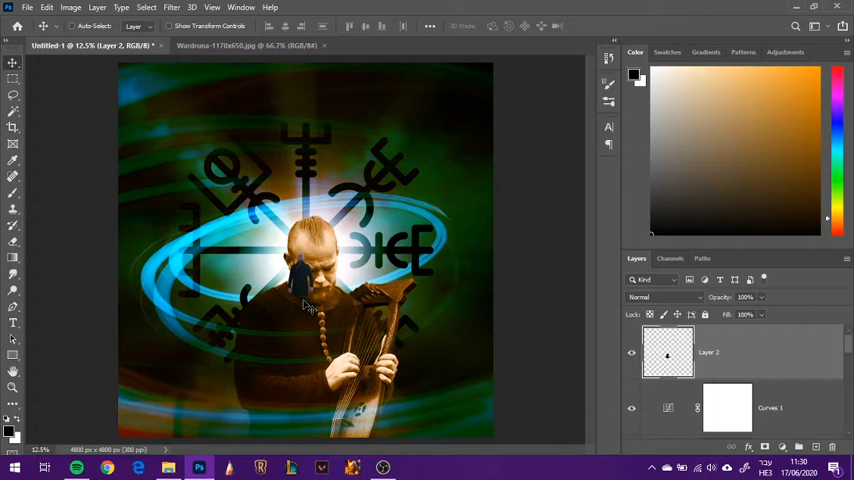 File Edit Image Layer Type Select Filter 3D View Window Help
Auto-Select: Layer Show Transform Controls 3D Mode:
Untitled-1 @ 12.5% (Layer 2, RGB/8) * Wardruna-1170x650.jpg @ 66.7% (RGB/8#)
Color Swatches Gradients Patterns Adjustments
Layers Channels Paths
Kind
Normal Opacity: 100%
Lock: Fill: 100%
Layer 2
Curves 1
fx
12.5% 4800 px x 4800 px (300 ppi)
Ps
עבר 11:30
HE3 17/06/2020